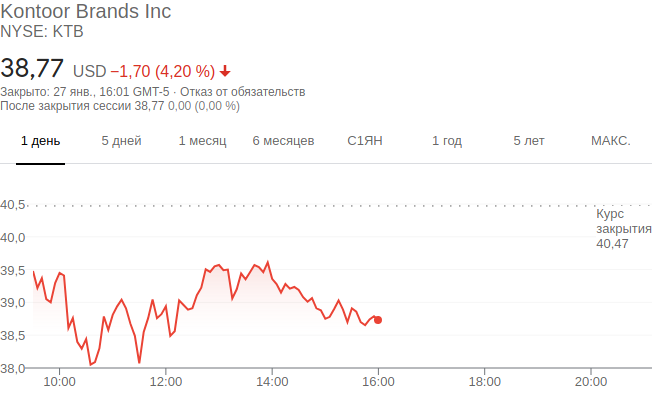 Kontoor Brands Inc
NYSE: KTB
38,77 USD −1,70 (4,20 %)
Закрыто: 27 янв., 16:01 GMT-5 · Отказ от обязательств
После закрытия сессии 38,77 0,00 (0,00 %)
1 день 5 дней 1 месяц 6 месяцев С1ЯН 1 год 5 лет МАКС.
40,5
Курс
закрытия
40,47
40,0
39,5
39,0
38,5
38,0
10:00 12:00 14:00 16:00 18:00 20:00